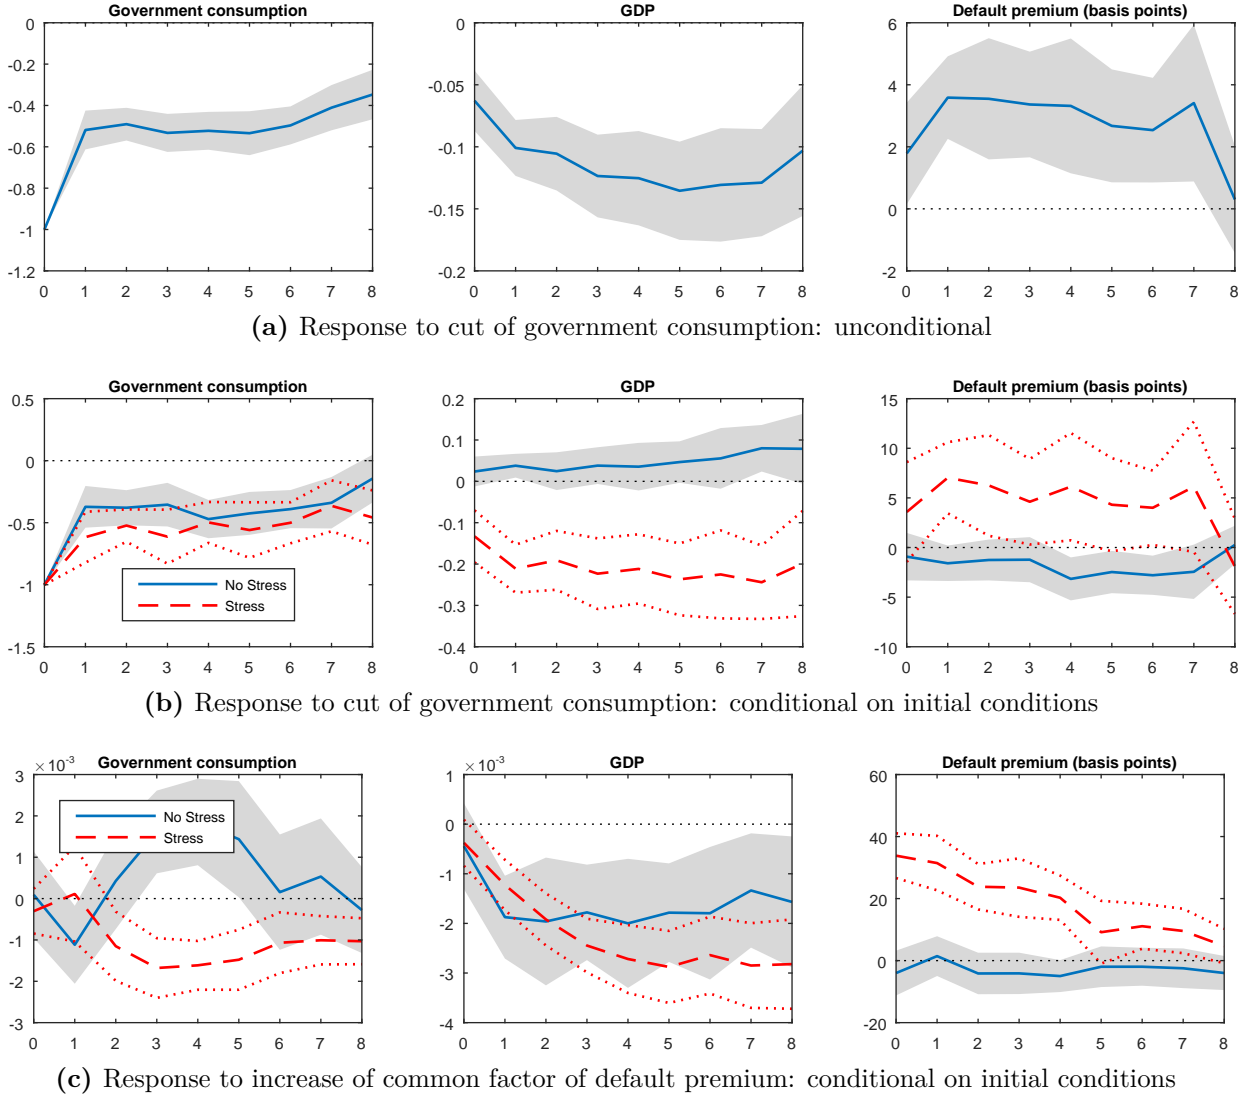 Government consumption
GDP
Default premium (basis points)
0
-0.2
-0.4
-0.6
-0.8
-1
-1.2
0 1 2 3 4 5 6 7 8
0
-0.05
-0.1
-0.15
-0.2
0 1 2 3 4 5 6 7 8
6
4
2
0
-2
0 1 2 3 4 5 6 7 8
(a) Response to cut of government consumption: unconditional
Government consumption
GDP
Default premium (basis points)
0.5
0
-0.5
-1
-1.5
No Stress
Stress
0 1 2 3 4 5 6 7 8
0.2
0.1
0
-0.1
-0.2
-0.3
-0.4
0 1 2 3 4 5 6 7 8
15
10
5
0
-5
-10
0 1 2 3 4 5 6 7 8
(b) Response to cut of government consumption: conditional on initial conditions
×10-3
Government consumption
×10-3
GDP
Default premium (basis points)
3
2
1
0
-1
-2
-3
No Stress
Stress
0 1 2 3 4 5 6 7 8
1
0
-1
-2
-3
-4
0 1 2 3 4 5 6 7 8
60
40
20
0
-20
0 1 2 3 4 5 6 7 8
(c) Response to increase of common factor of default premium: conditional on initial conditions